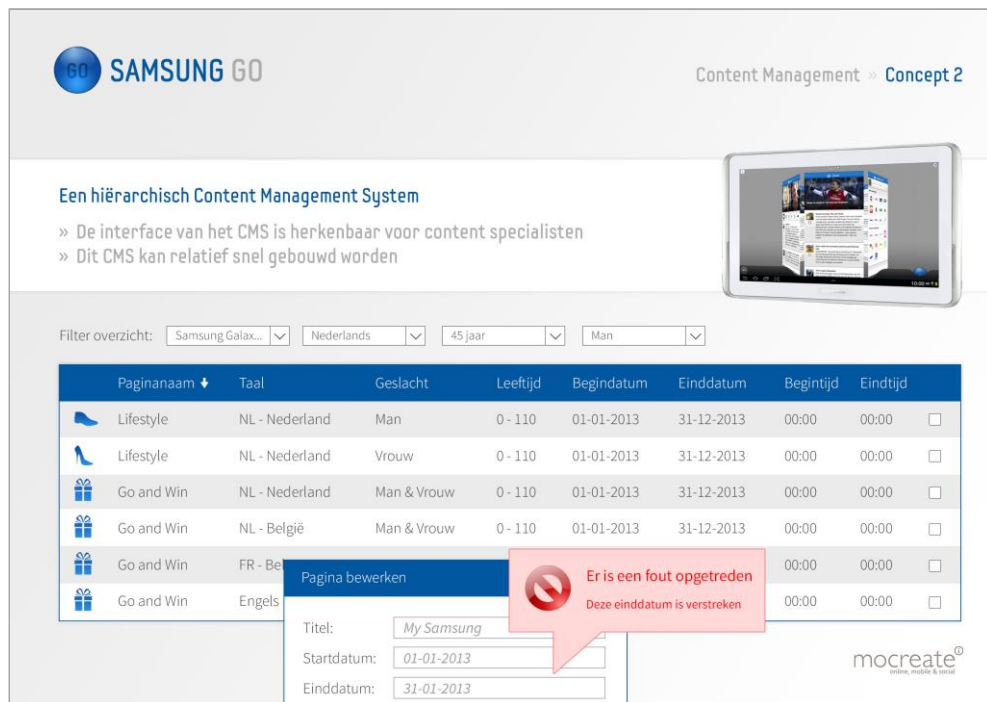 GO SAMSUNG GO
Content Management » Concept 2
Een hiërarchisch Content Management System
» De interface van het CMS is herkenbaar voor content specialisten
» Dit CMS kan relatief snel gebouwd worden
Filter overzicht: Samsung Galax... Nederlands 45 jaar Man
Paginanaam Taal Geslacht Leeftijd Begindatum Einddatum Begintijd Eindtijd
Lifestyle NL - Nederland Man 0 - 110 01-01-2013 31-12-2013 00:00 00:00
Lifestyle NL - Nederland Vrouw 0 - 110 01-01-2013 31-12-2013 00:00 00:00
Go and Win NL - Nederland Man & Vrouw 0 - 110 01-01-2013 31-12-2013 00:00 00:00
Go and Win NL - België Man & Vrouw 0 - 110 01-01-2013 31-12-2013 00:00 00:00
Go and Win FR - Be 00:00 00:00
Go and Win Engels 00:00 00:00
Pagina bewerken
Er is een fout opgetreden
Deze einddatum is verstreken
Titel: My Samsung
Startdatum: 01-01-2013
Einddatum: 31-01-2013
mocreate
online, mobile & social